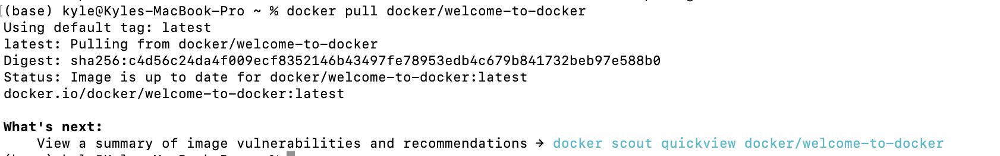 (base) kyle@Kyles-MacBook-Pro ~ % docker pull docker/welcome-to-docker
Using default tag: latest
latest: Pulling from docker/welcome-to-docker
Digest: sha256:c4d56c24da4f009ecf8352146b43497fe78953edb4c679b841732beb97e588b0
Status: Image is up to date for docker/welcome-to-docker:latest
docker.io/docker/welcome-to-docker:latest
What's next:
View a summary of image vulnerabilities and recommendations → docker scout quickview docker/welcome-to-docker